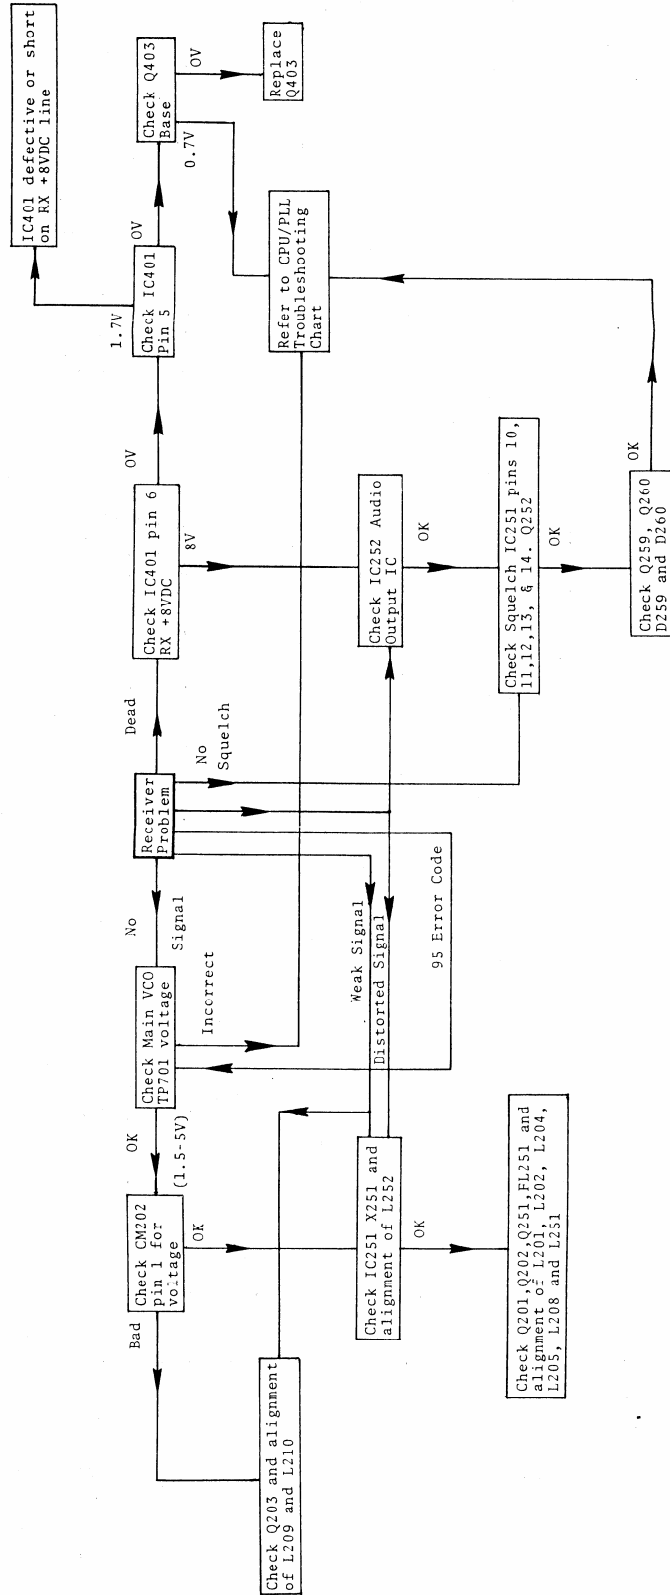 IC401 defective or short
on RX +8VDC line
1.7V
Check IC401
Pin 5
OV
Check Q403
Base
OV
Replace
Q403
0.7V
Refer to CPU/PLL
Troubleshooting
Chart
OV
Check IC401 pin 6
RX +8VDC
8V
Check IC252 Audio
Output IC
OK
Check Squelch IC251 pins 10,
11,12,13, & 14. Q252
OK
Check Q259, Q260
D259 and D260
OK
Dead
No
Squelch
Receiver
Problem
No
Signal
Weak Signal
Distorted Signal
95 Error Code
Check Main VCO
TP701 voltage
Incorrect
OK
(1.5-5V)
Check CM202
pin 1 for
voltage
OK
Check IC251 X251 and
alignment of L252
OK
Check Q201,Q202,Q251,FL251 and
alignment of L201, L202, L204,
L205, L208 and L251
Bad
Check Q203 and alignment
of L209 and L210